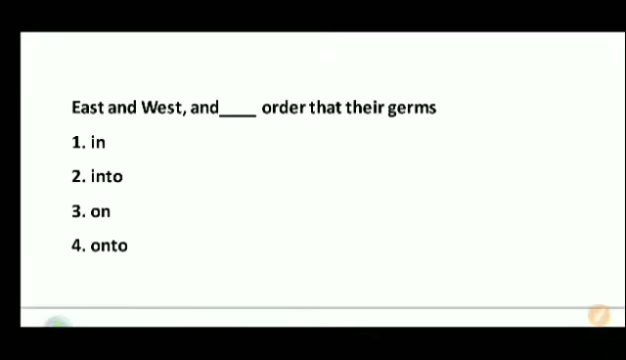 East and West, and____ order that their germs
1. in
2. into
3. on
4. onto